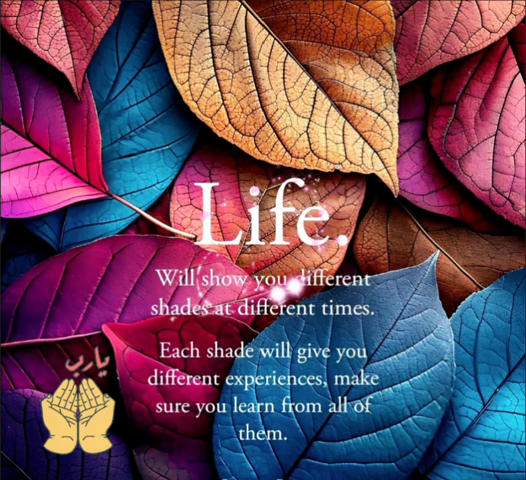 Life.
Will show you different
shades at different times.
Each shade will give you
different experiences, make
sure you learn from all of
them.
يارب